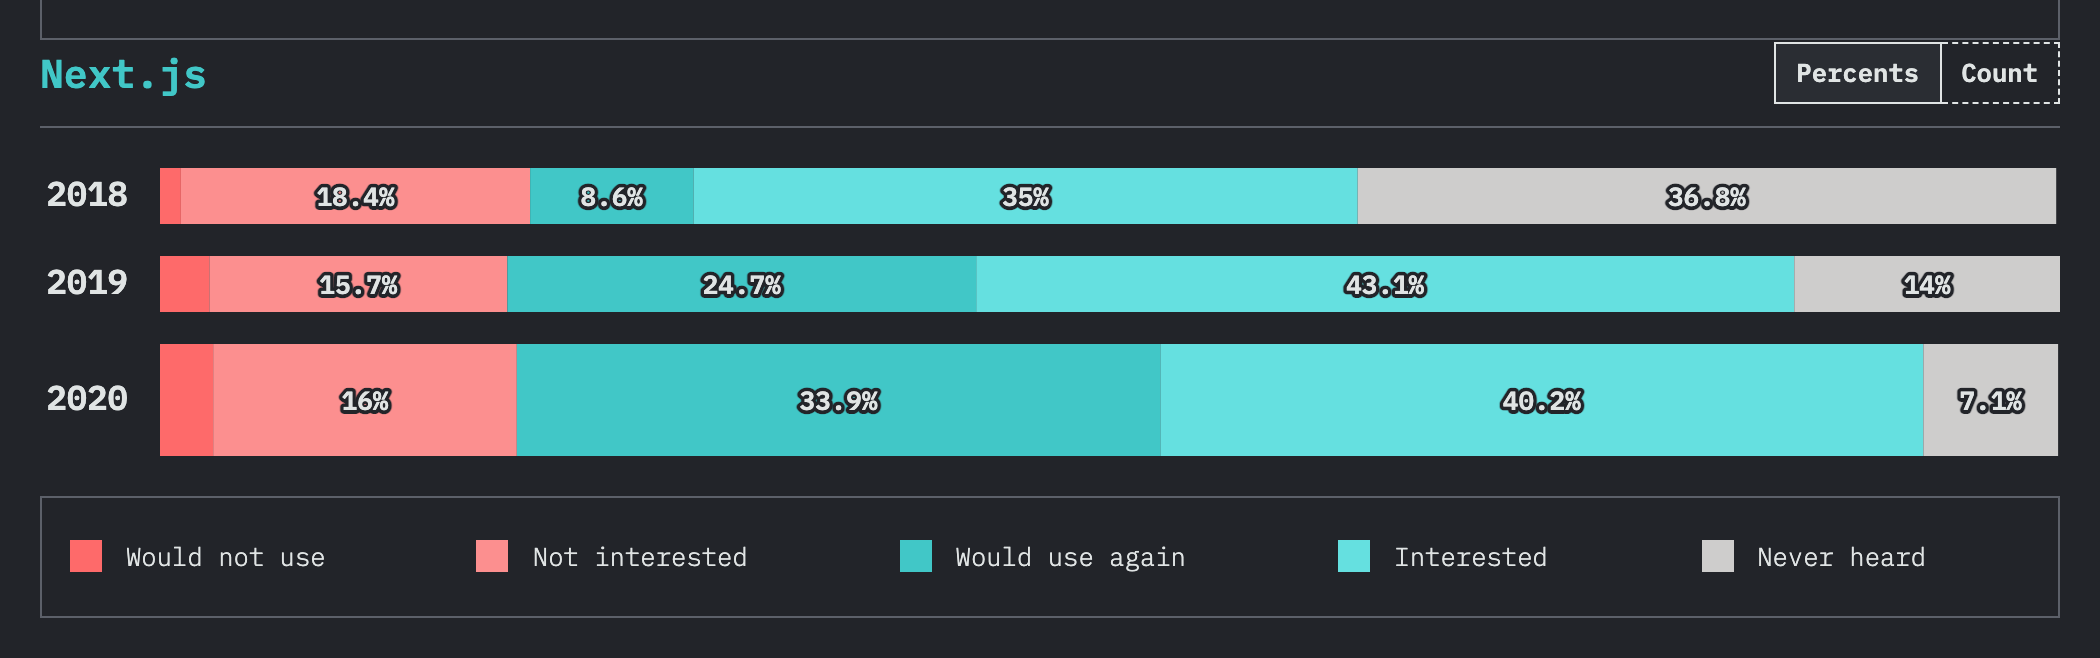 Next.js
Percents Count
2018 18.4% 8.6% 35% 36.8%
2019 15.7% 24.7% 43.1% 14%
2020 16% 33.9% 40.2% 7.1%
Would not use Not interested Would use again Interested Never heard